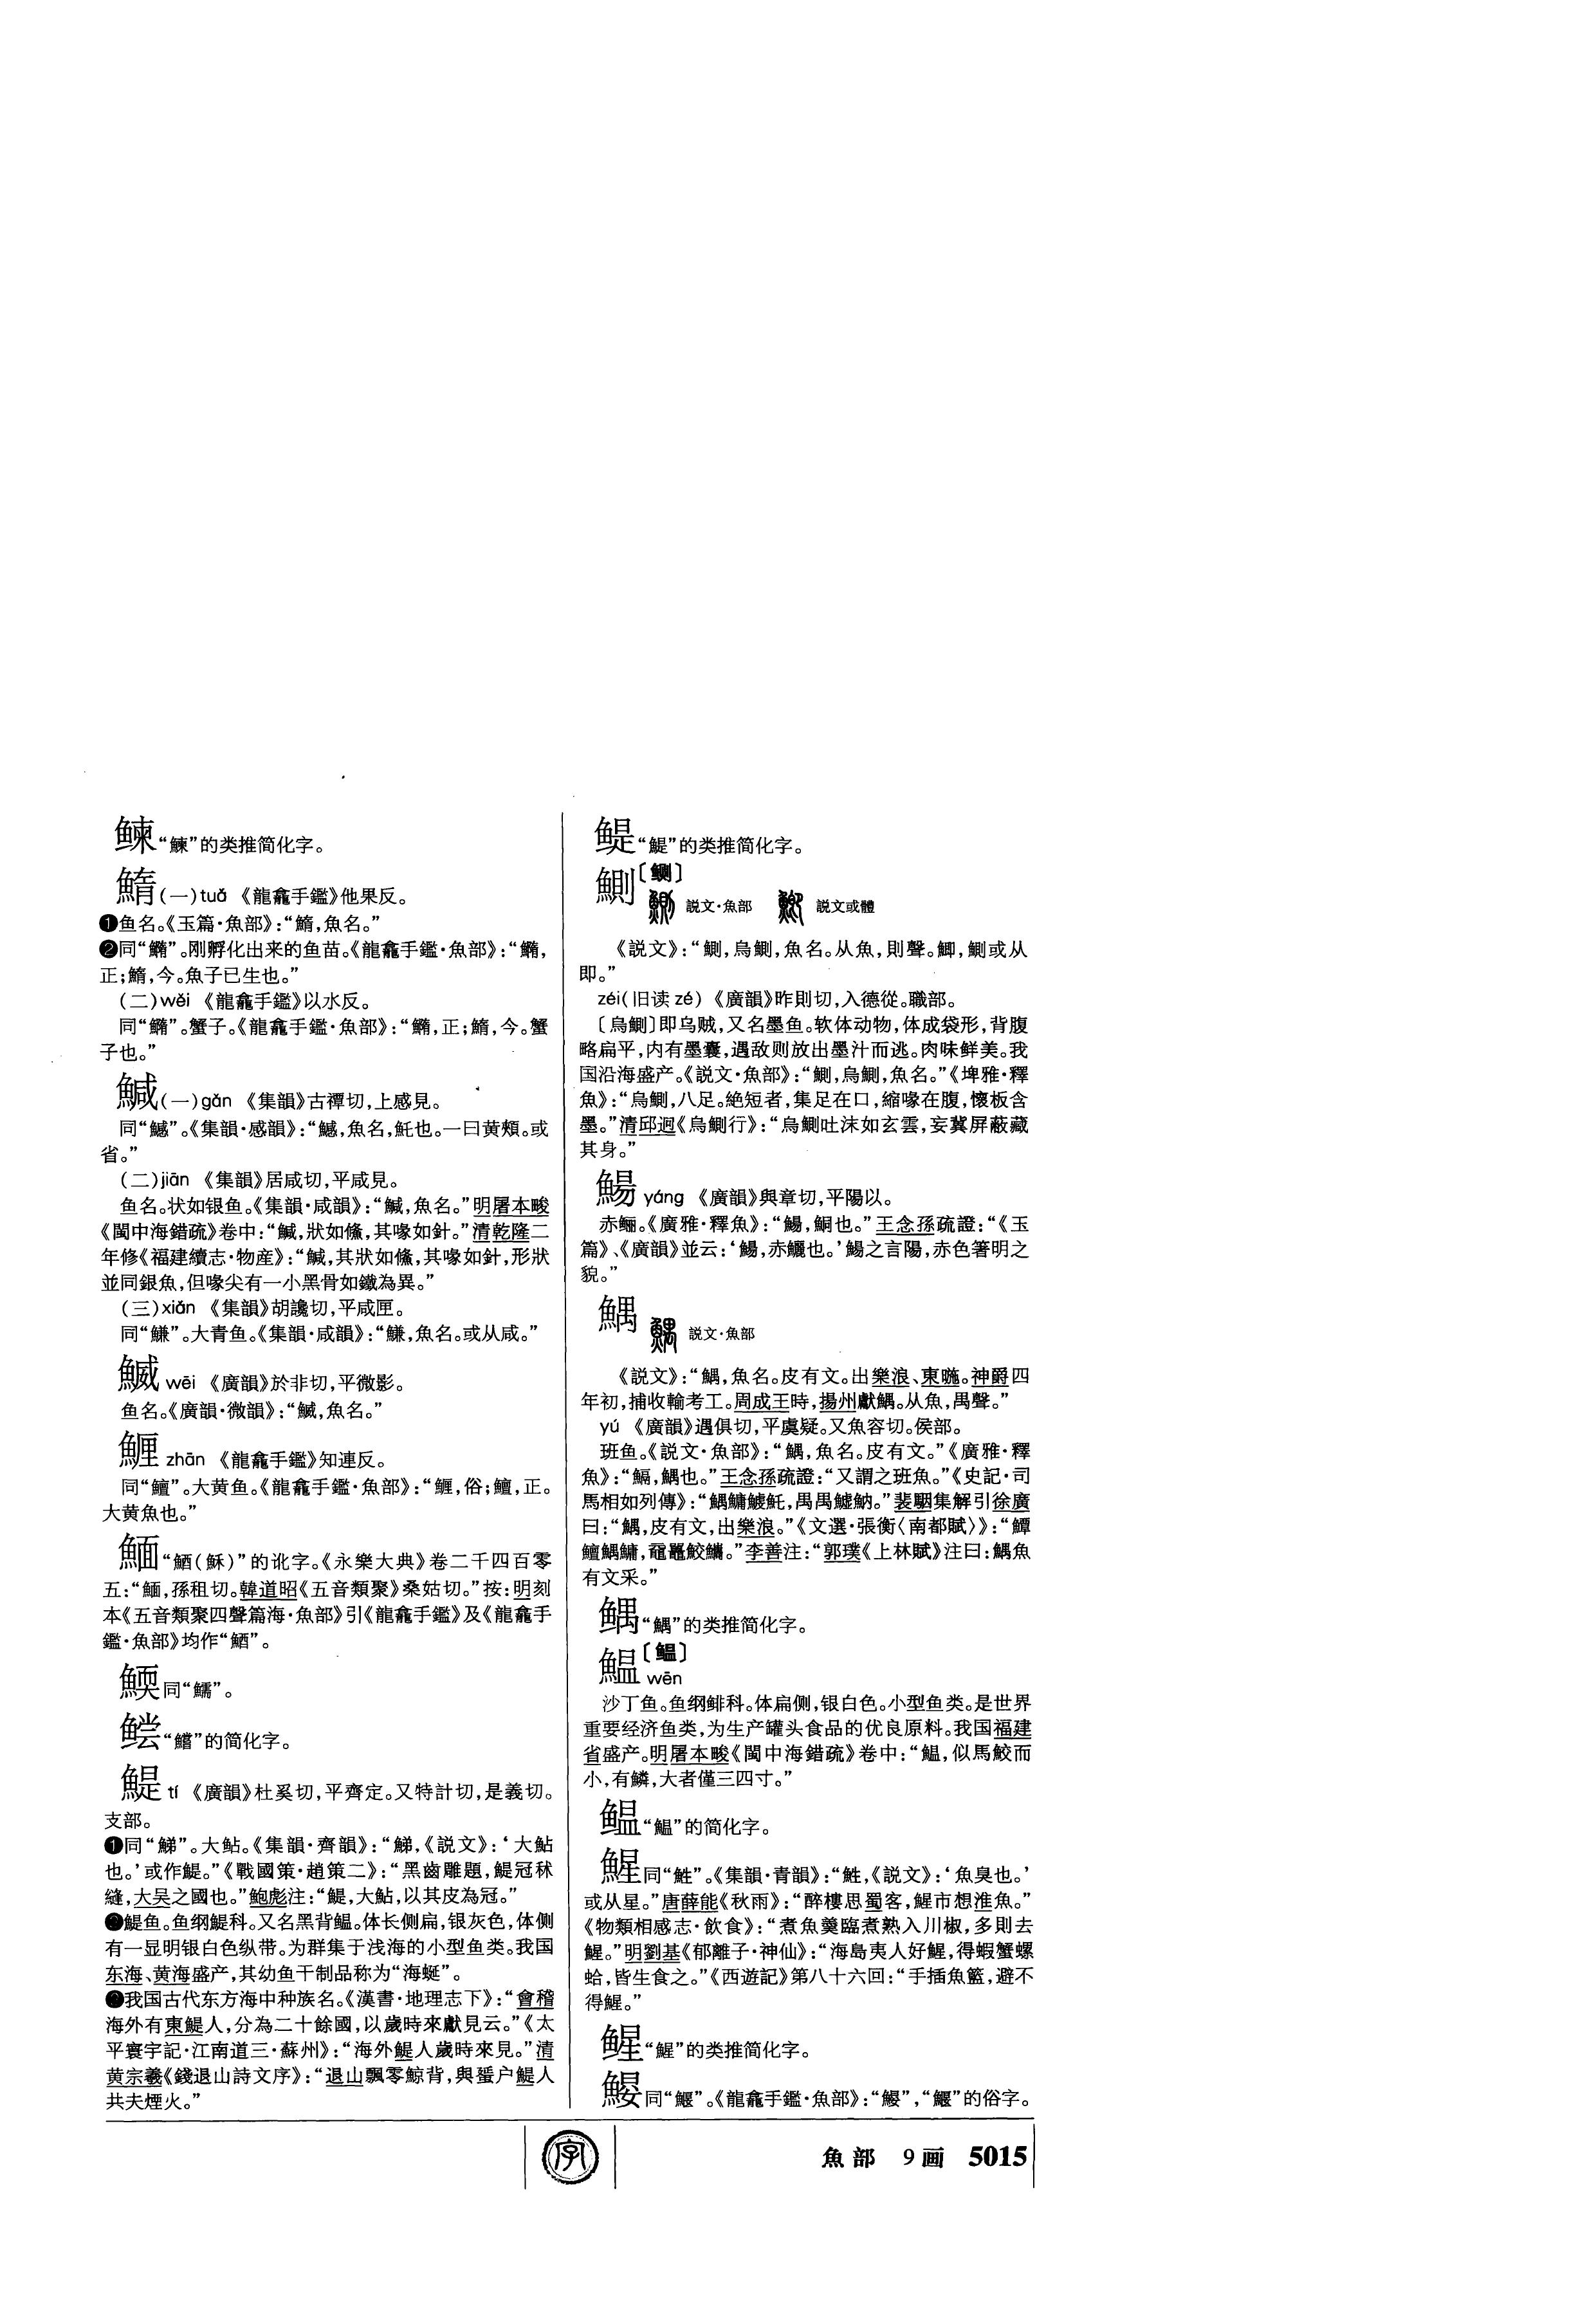 “鰊”的类推简化字。
鰖(一)tuǒ 《龍龕手鑑》他果反。
❶鱼名。《玉篇·魚部》：“鰖，魚名。”
❷同“”。刚孵化出来的鱼苗。《龍龕手鑑·魚部》：“
正；鰖，今。魚子已生也。”
(二)wěi 《龍龕手鑑》以水反。
同“”。蟹子。《龍龕手鑑·魚部》：“，正；鰖，今。蟹
子也。”
鰔(一)gǎn 《集韻》古禫切，上感見。
同“鱤”。《集韻·感韻》：“鱤，魚名，魠也。一曰黄頰。或
省。”
(二)jiān 《集韻》居咸切，平咸見。
鱼名。状如银鱼。《集韻·咸韻》：“鰔，魚名。”明屠本畯
《閩中海錯疏》卷中：“鰔，狀如鯈，其喙如針。”清乾隆二
年修《福建續志·物産》：“鰔，其狀如鯈，其喙如針，形狀
並同銀魚，但喙尖有一小黑骨如鐵為異。”
(三)xián 《集韻》胡讒切，平咸匣。
同“鰜”。大青鱼。《集韻·咸韻》：“鰜，魚名。或从咸。”
鰄 wēi 《廣韻》於非切，平微影。
鱼名。《廣韻·微韻》：“鰄，魚名。”
zhān 《龍龕手鑑》知連反。
同“鱣”。大黄鱼。《龍龕手鑑·魚部》：“，俗；鱣，正。
大黄魚也。”
“(穌)”的讹字。《永樂大典》卷二千四百零
五：“，孫租切。韓道昭《五音類聚》桑姑切。”按：明刻
本《五音類聚四聲篇海·魚部》引《龍龕手鑑》及《龍龕手
鑑·魚部》均作“”。
同“鱬”。
鲿“鱨”的简化字。
鯷 tí 《廣韻》杜奚切，平齊定。又特計切，是義切。
支部。
❶同“鮷”。大鲇。《集韻·齊韻》：“鮷，《説文》：‘大鮎
也。’或作鯷。”《戰國策·趙策二》：“黑齒雕題，鯷冠秫
縫，大吴之國也。”鮑彪注：“鯷，大鮎，以其皮為冠。”
❷鯷鱼。鱼纲鯷科。又名黑背鰛。体长侧扁，银灰色，体侧
有一显明银白色纵带。为群集于浅海的小型鱼类。我国
东海、黄海盛产，其幼鱼干制品称为“海蜒”。
❸我国古代东方海中种族名。《漢書·地理志下》：“會稽
海外有東鯷人，分為二十餘國，以歲時來獻見云。”《太
平寰宇記·江南道三·蘇州》：“海外鯷人歲時來見。”清
黄宗羲《錢退山詩文序》：“退山飄零鯨背，與蜑户鯷人
共夫煙火。”
鳀“鯷”的类推简化字。
鰂〔鲗〕
説文·魚部 説文或體
《説文》：“鰂，烏鰂，魚名。从魚，則聲。鯽，鰂或从
即。”
zéi(旧读 zé) 《廣韻》昨則切，入德從。職部。
〔烏鰂〕即乌贼，又名墨鱼。软体动物，体成袋形，背腹
略扁平，内有墨囊，遇敌则放出墨汁而逃。肉味鲜美。我
国沿海盛产。《説文·魚部》：“鰂，烏鰂，魚名。”《埤雅·釋
魚》：“烏鰂，八足。絶短者，集足在口，縮喙在腹，懷板含
墨。”清邱迥《烏鰂行》：“烏鰂吐沫如玄雲，妄冀屏蔽藏
其身。”
鰑 yáng 《廣韻》與章切，平陽以。
赤鲡。《廣雅·釋魚》：“鰑，鮦也。”王念孫疏證：“《玉
篇》、《廣韻》並云：‘鰑，赤鱺也。’鰑之言陽，赤色箸明之
貌。”
鰅 説文·魚部
《説文》：“鰅，魚名。皮有文。出樂浪、東暆。神爵四
年初，捕收輸考工。周成王時，揚州獻鰅。从魚，禺聲。”
yú 《廣韻》遇俱切，平虞疑。又魚容切。侯部。
班鱼。《説文·魚部》：“鰅，魚名。皮有文。”《廣雅·釋
魚》：“，鰅也。”王念孫疏證：“又謂之班魚。”《史記·司
馬相如列傳》：“鰅鱅鰬魠，禺禺鱋魶。”裴駰集解引徐廣
曰：“鰅，皮有文，出樂浪。”《文選·張衡〈南都賦〉》：“鱏
鱣鰅鱅，黿鼉鮫。”李善注：“郭璞《上林賦》注曰：鰅魚
有文采。”
“鰅”的类推简化字。
鰛〔鳁〕
wēn
沙丁鱼。鱼纲鲱科。体扁侧，银白色。小型鱼类。是世界
重要经济鱼类，为生产罐头食品的优良原料。我国福建
省盛产。明屠本畯《閩中海錯疏》卷中：“鰛，似馬鮫而
小，有鱗，大者僅三四寸。”
鳁“鰛”的简化字。
鯹同“鮏”。《集韻·青韻》：“鮏，《説文》：‘魚臭也。’
或从星。”唐薛能《秋雨》：“醉樓思蜀客，鯹市想淮魚。”
《物類相感志·飲食》：“煮魚羹臨煮熟入川椒，多則去
鯹。”明劉基《郁離子·神仙》：“海島夷人好鯹，得蝦蟹螺
蛤，皆生食之。”《西遊記》第八十六回：“手插魚籃，避不
得鯹。”
“鯹”的类推简化字。
同“鰋”。《龍龕手鑑·魚部》：“”，“鰋”的俗字。
字
魚部 9画 5015